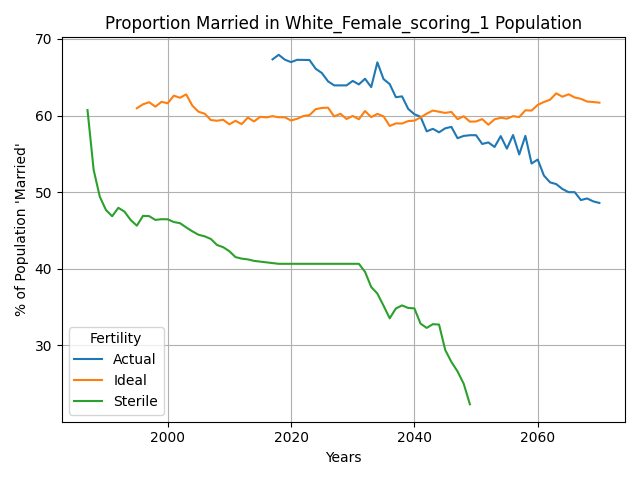 Proportion Married in White_Female_scoring_1 Population
% of Population 'Married'
70
60
50
40
30
Fertility
Actual
Ideal
Sterile
2000
2020
2040
2060
Years